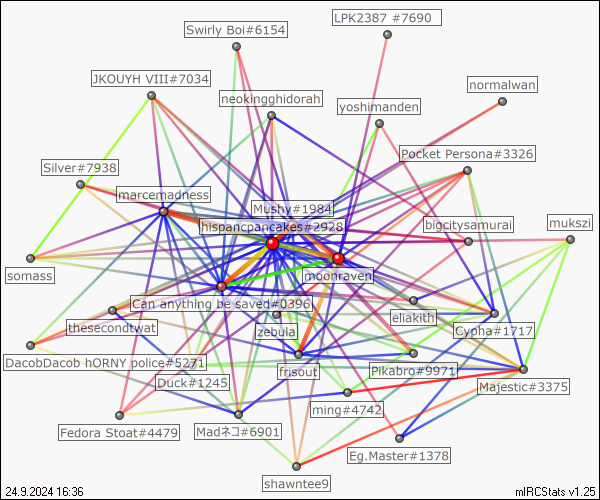 LPK2387 #7690
Swirly Boi#6154
JKOUYH VIII#7034
normalwan
neokingghidorah
yoshimanden
Pocket Persona#3326
Silver#7938
marcemadness
Mushy#1984
hispancpancakes#2928
bigcitysamurai
mukszi
somass
moonraven
Can anything be saved#0396
eliakith
thesecondtwat
zebula
Cypha#1717
DacobDacob hORNY police#5271
frisout
Pikabro#9971
Duck#1245
Majestic#3375
ming#4742
Fedora Stoat#4479
Madネコ#6901
Eg.Master#1378
shawntee9
24.9.2024 16:36
mIRCStats v1.25